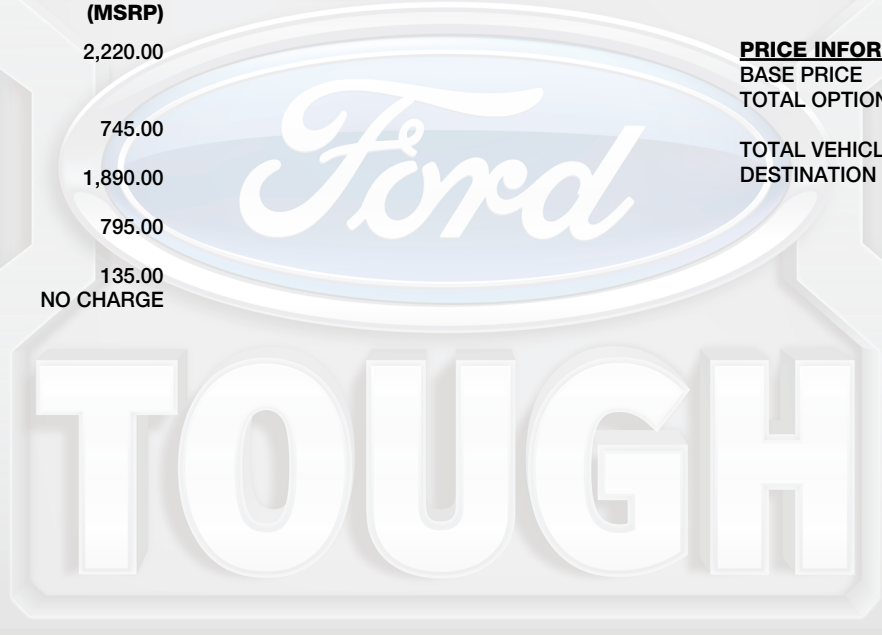 (MSRP)
2,220.00
745.00
1,890.00
795.00
135.00
NO CHARGE
PRICE INFOR
BASE PRICE
TOTAL OPTION
TOTAL VEHICL
DESTINATION
Ford
TOUGH